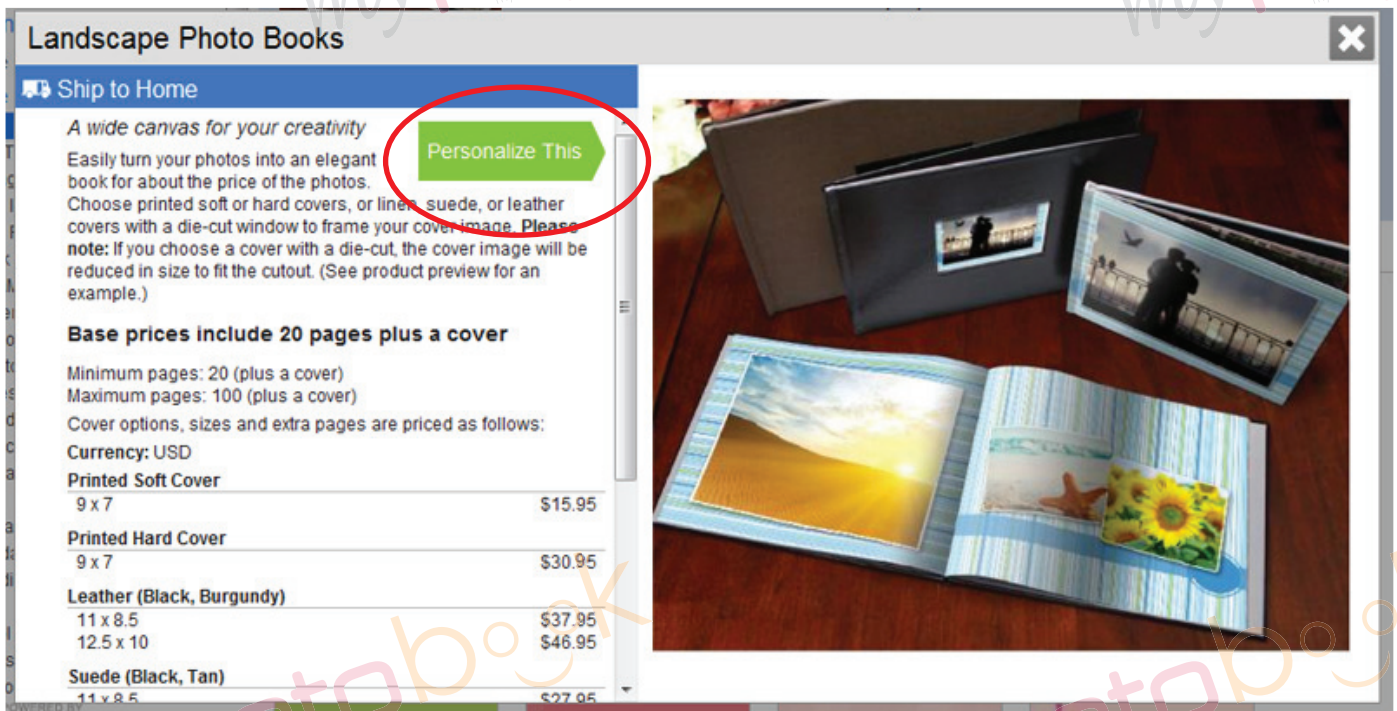 Landscape Photo Books
Ship to Home
A wide canvas for your creativity
Personalize This
Easily turn your photos into an elegant
book for about the price of the photos.
Choose printed soft or hard covers, or linen, suede, or leather
covers with a die-cut window to frame your cover image. Please
note: If you choose a cover with a die-cut, the cover image will be
reduced in size to fit the cutout. (See product preview for an
example.)
Base prices include 20 pages plus a cover
Minimum pages: 20 (plus a cover)
Maximum pages: 100 (plus a cover)
Cover options, sizes and extra pages are priced as follows:
Currency: USD
Printed Soft Cover
9 x 7 $15.95
Printed Hard Cover
9 x 7 $30.95
Leather (Black, Burgundy)
11 x 8.5 $37.95
12.5 x 10 $46.95
Suede (Black, Tan)
11 x 8.5 $27.95